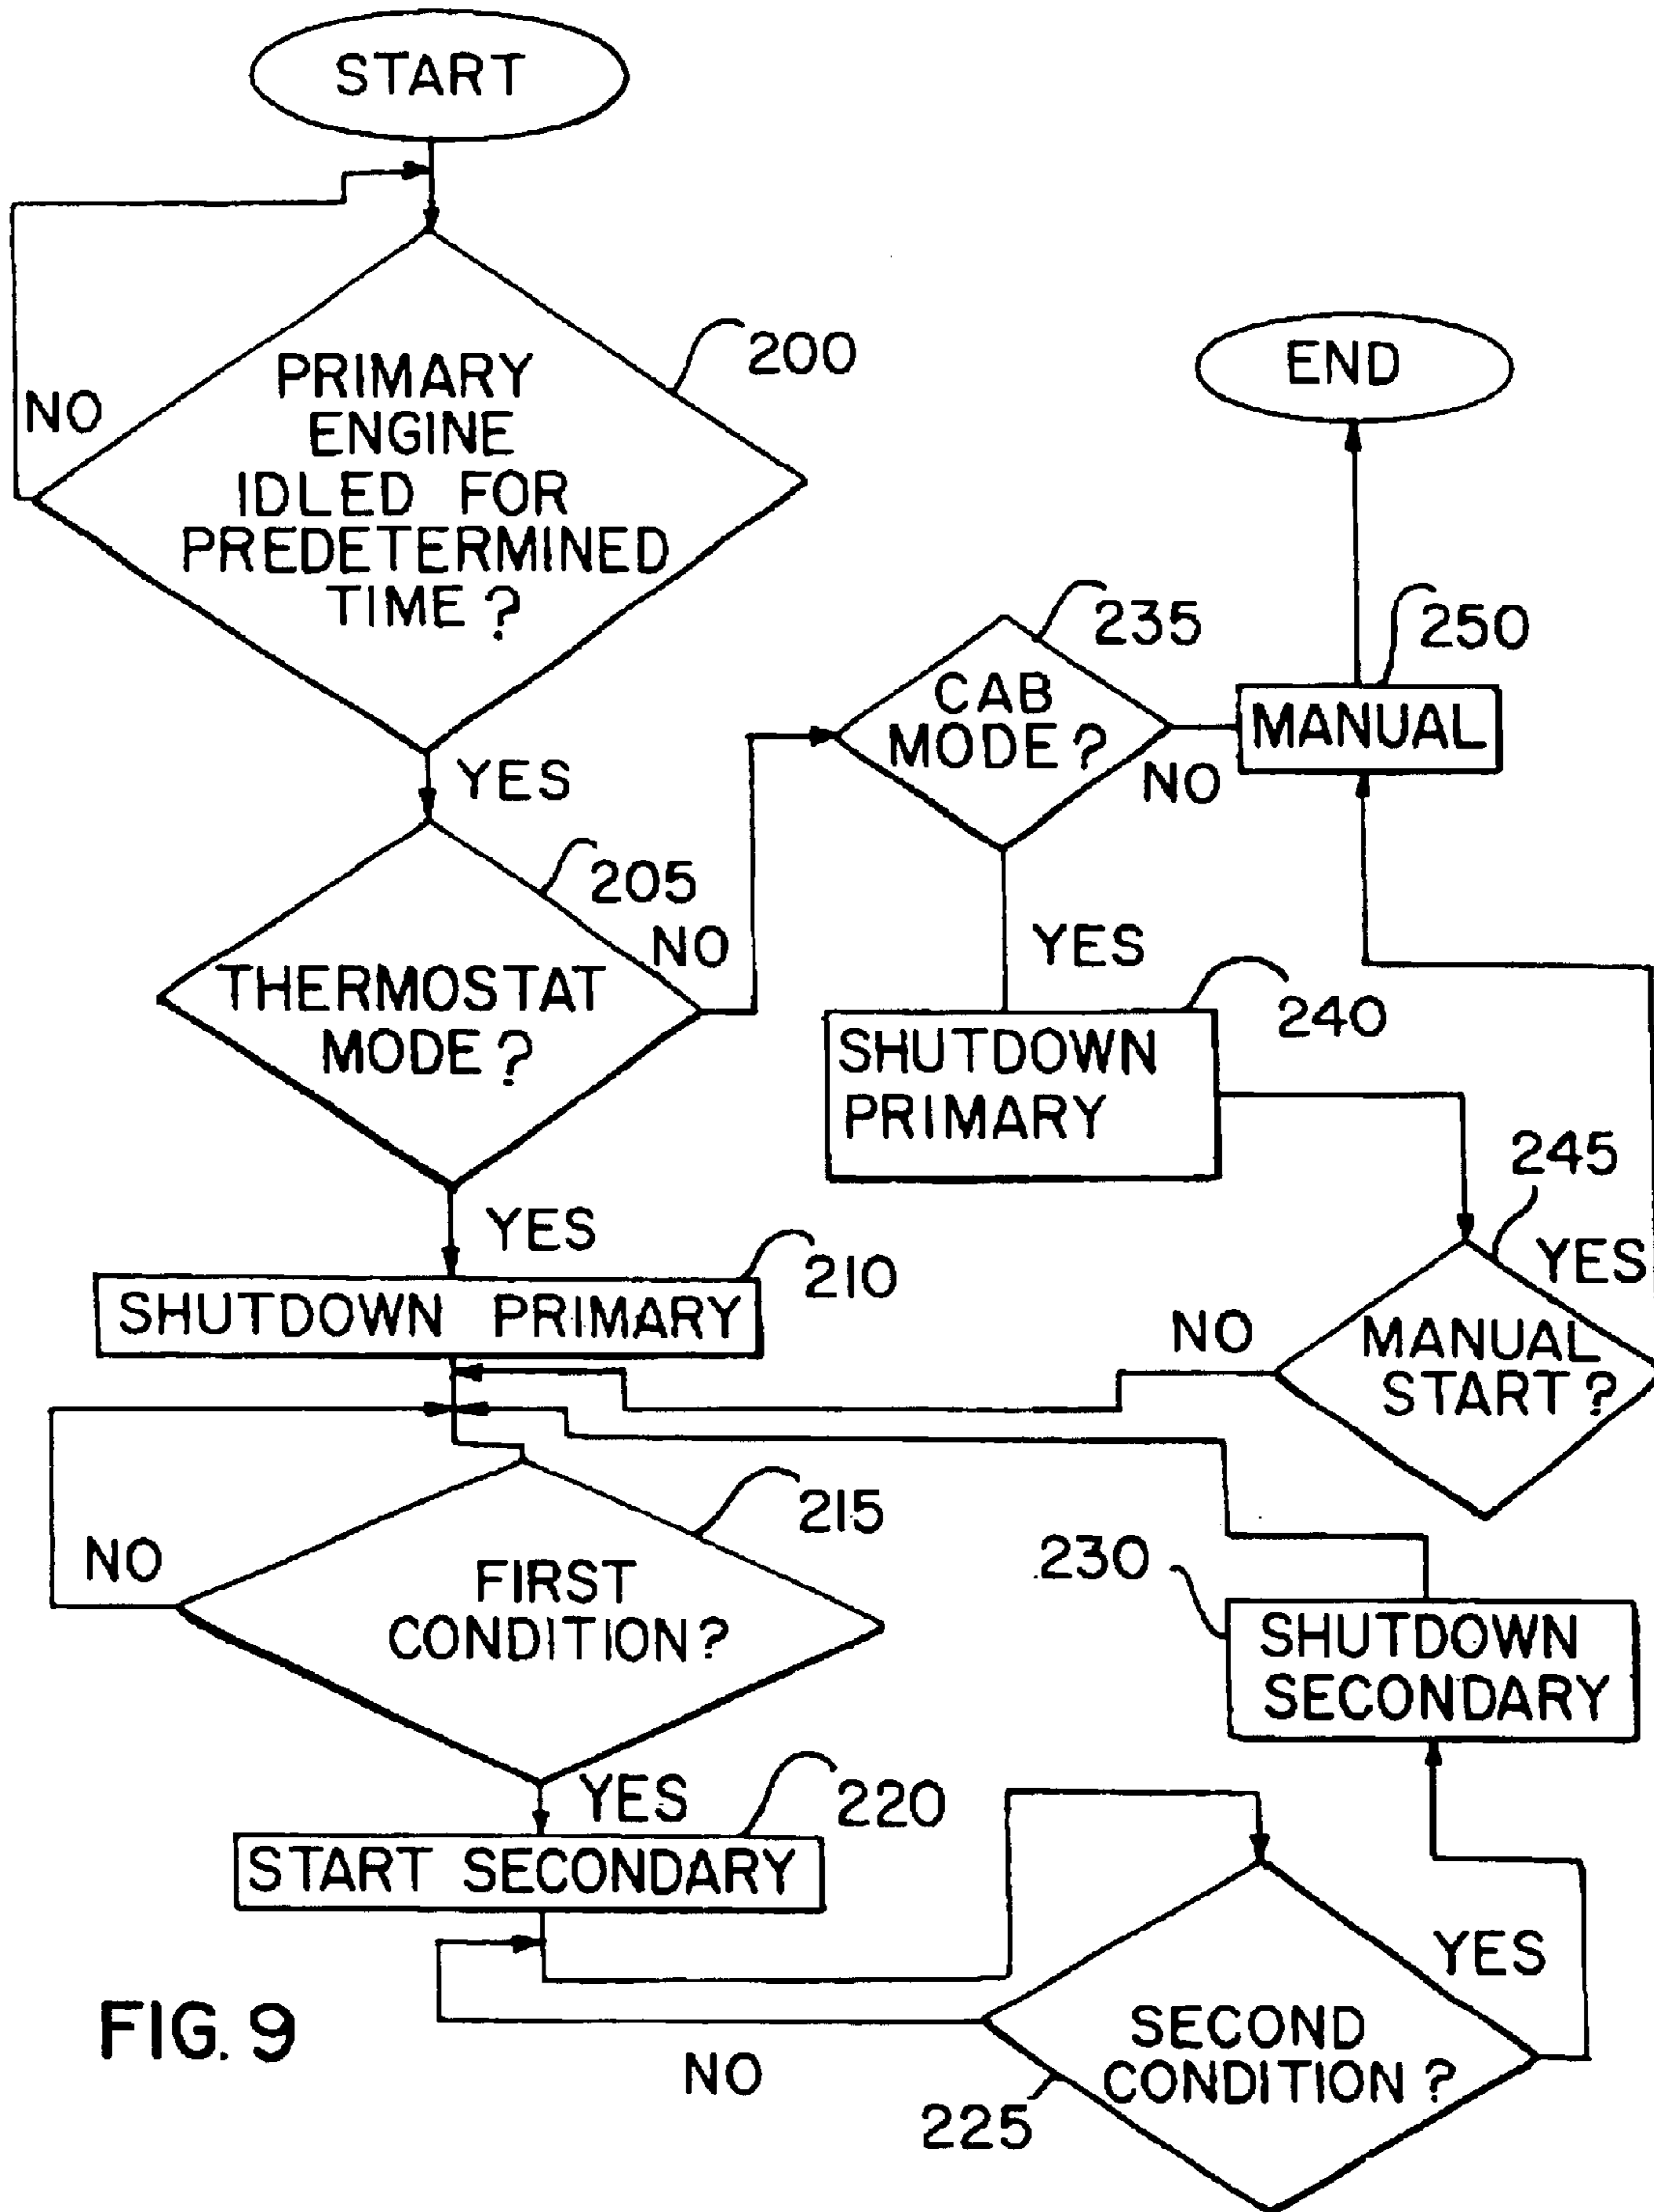 START
200
PRIMARY
ENGINE
IDLED FOR
PREDETERMINED
TIME?
NO
YES
END
205
THERMOSTAT
MODE?
NO
YES
235
CAB
MODE?
NO
YES
250
MANUAL
240
SHUTDOWN
PRIMARY
245
MANUAL
START?
YES
NO
210
SHUTDOWN PRIMARY
215
FIRST
CONDITION?
NO
YES
220
START SECONDARY
230
SHUTDOWN
SECONDARY
225
SECOND
CONDITION?
YES
NO
FIG. 9